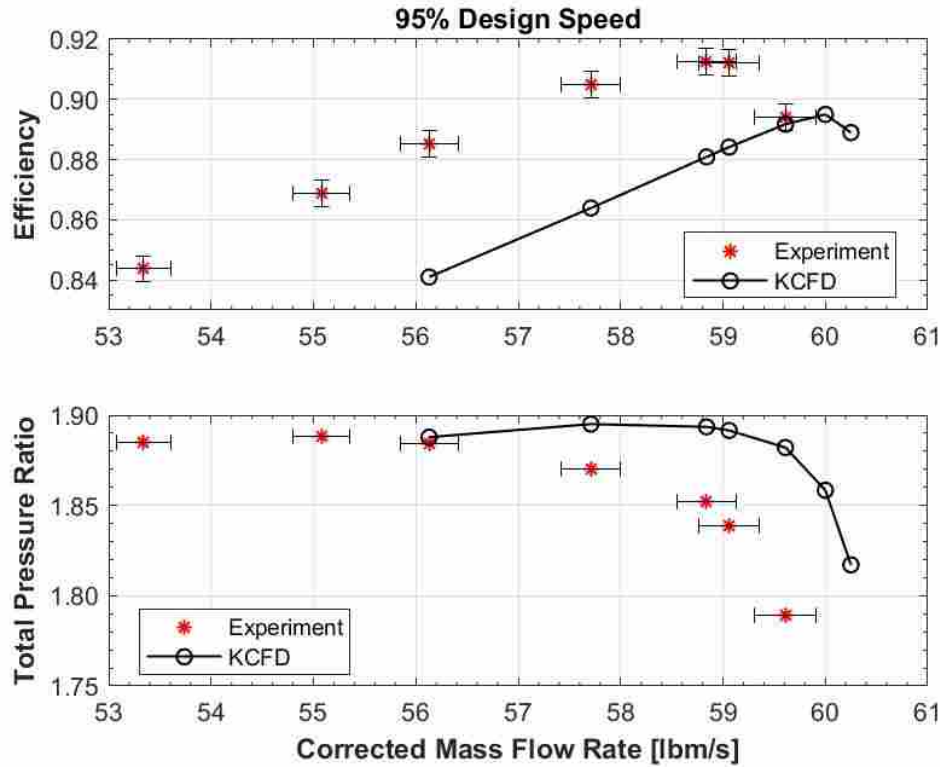 95% Design Speed
Efficiency
0.92
0.90
0.88
0.86
0.84
Experiment
KCFD
53 54 55 56 57 58 59 60 61
Total Pressure Ratio
1.90
1.85
1.80
1.75
Experiment
KCFD
53 54 55 56 57 58 59 60 61
Corrected Mass Flow Rate [lbm/s]